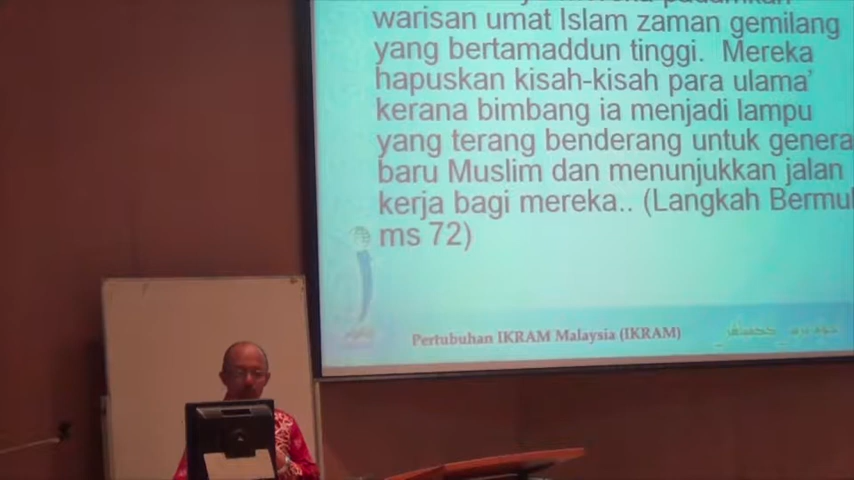 warisan umat Islam zaman gemilang
yang bertamaddun tinggi. Mereka
hapuskan kisah-kisah para ulama'
kerana bimbang ia menjadi lampu
yang terang benderang untuk genera
baru Muslim dan menunjukkan jalan
kerja bagi mereka.. (Langkah Bermul
ms 72)
Pertubuhan IKRAM Malaysia (IKRAM)